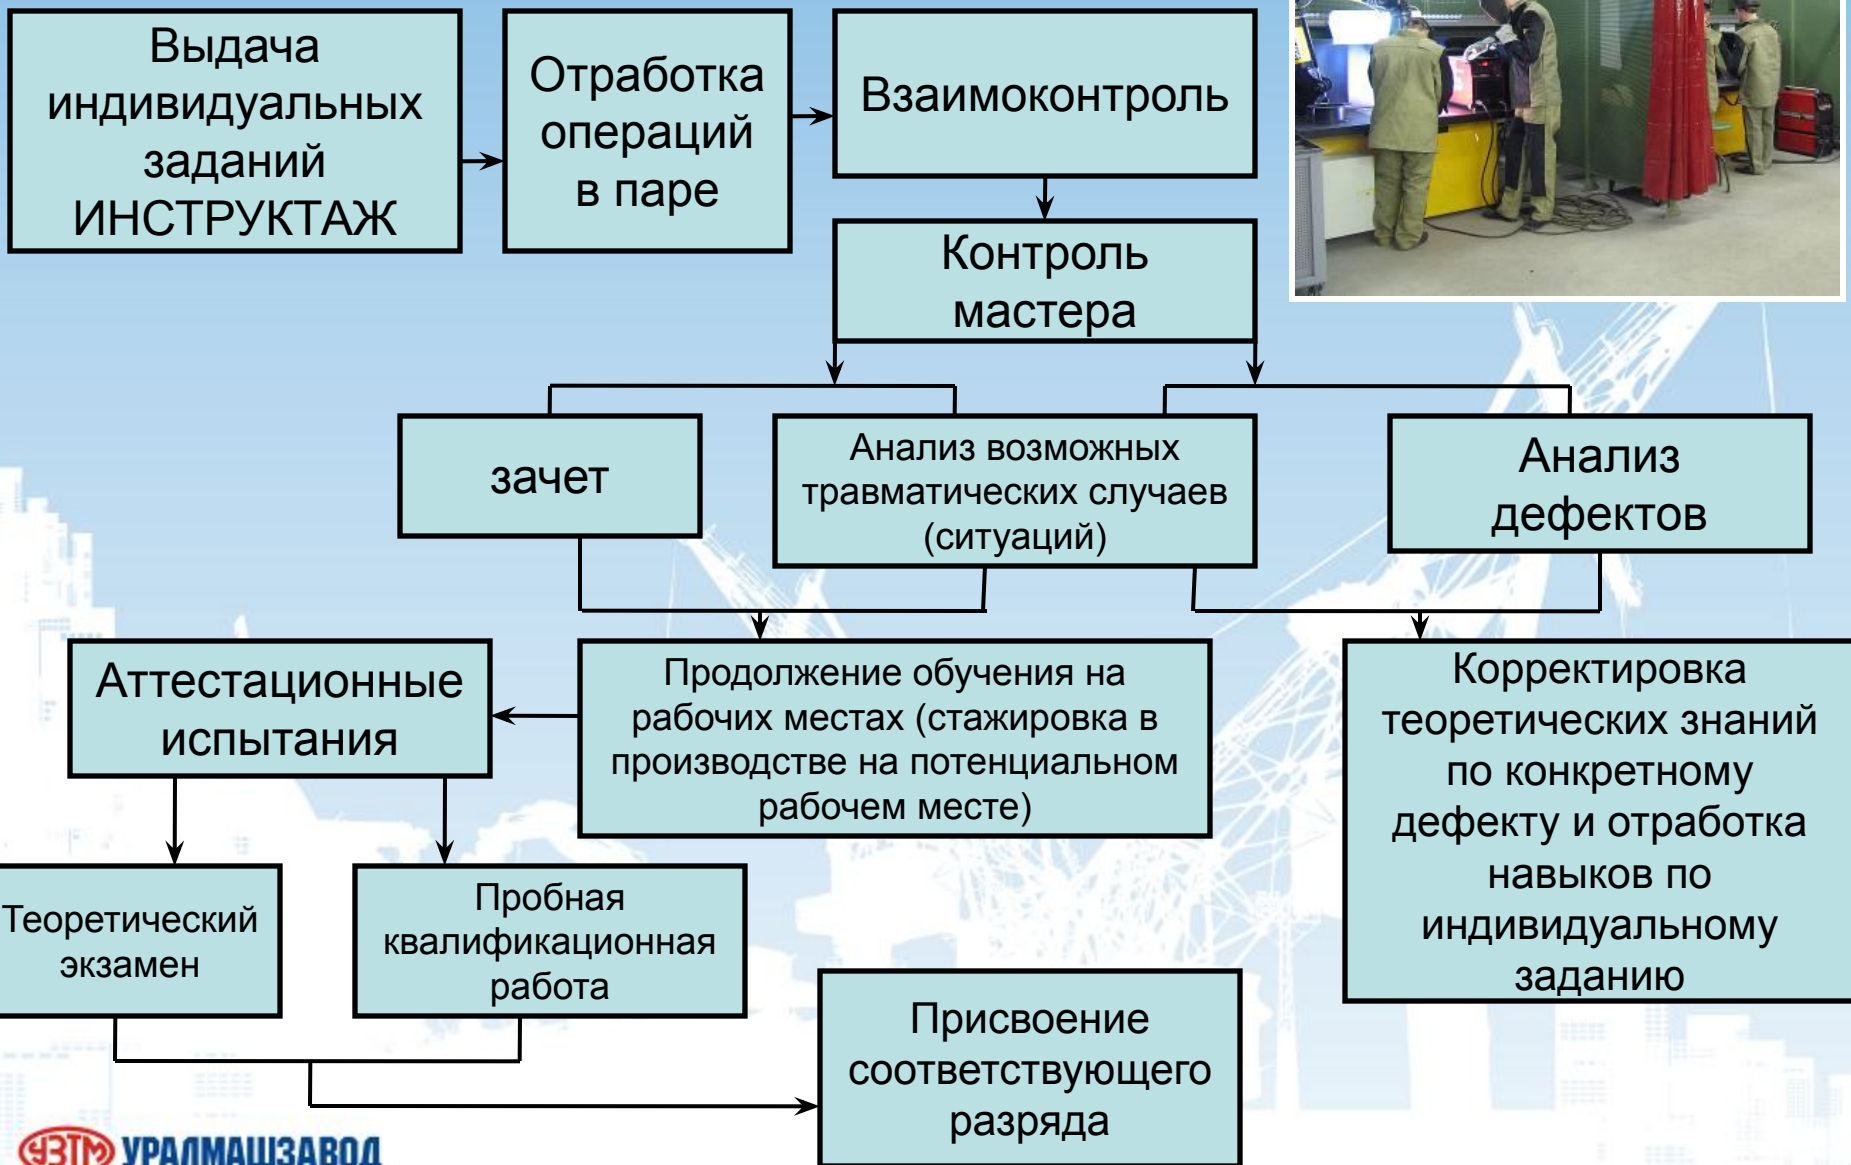 Выдача
индивидуальных
заданий
ИНСТРУКТАЖ
Отработка
операций
в паре
Взаимоконтроль
Контроль
мастера
зачет
Анализ возможных
травматических случаев
(ситуаций)
Анализ
дефектов
Аттестационные
испытания
Продолжение обучения на
рабочих местах (стажировка в
производстве на потенциальном
рабочем месте)
Корректировка
теоретических знаний
по конкретному
дефекту и отработка
навыков по
индивидуальному
заданию
Теоретический
экзамен
Пробная
квалификационная
работа
Присвоение
соответствующего
разряда
УЗТМ УРАЛМАШЗАВОД